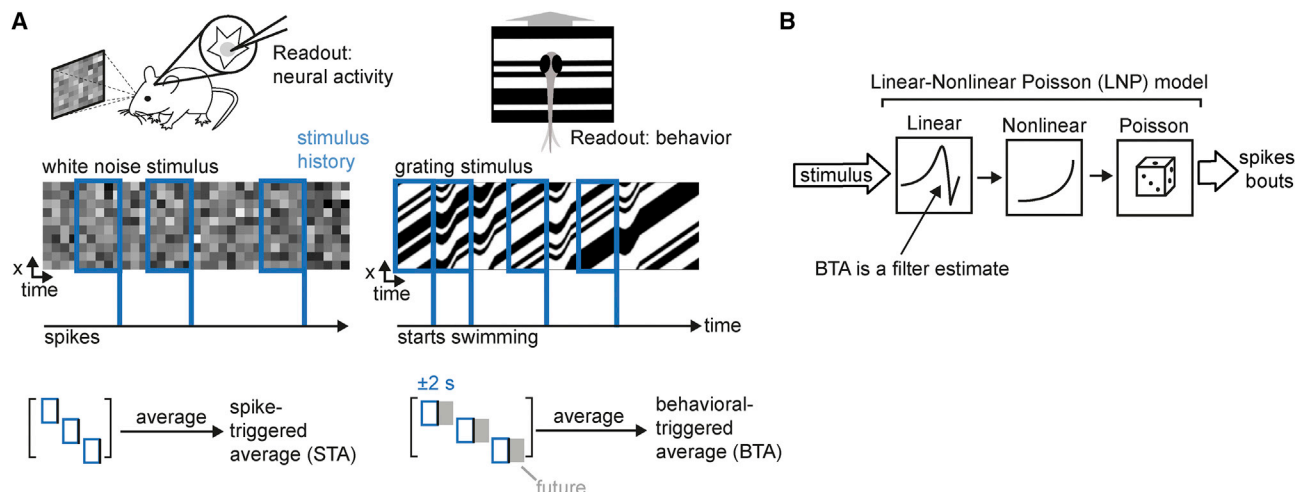 A
Readout:
neural activity
Readout: behavior
stimulus
history
white noise stimulus
grating stimulus
x
time
x
time
spikes
starts swimming
time
average
spike-
triggered
average (STA)
±2 s
average
behavioral-
triggered
average (BTA)
future
B
Linear-Nonlinear Poisson (LNP) model
Linear
Nonlinear
Poisson
stimulus
spikes
bouts
BTA is a filter estimate